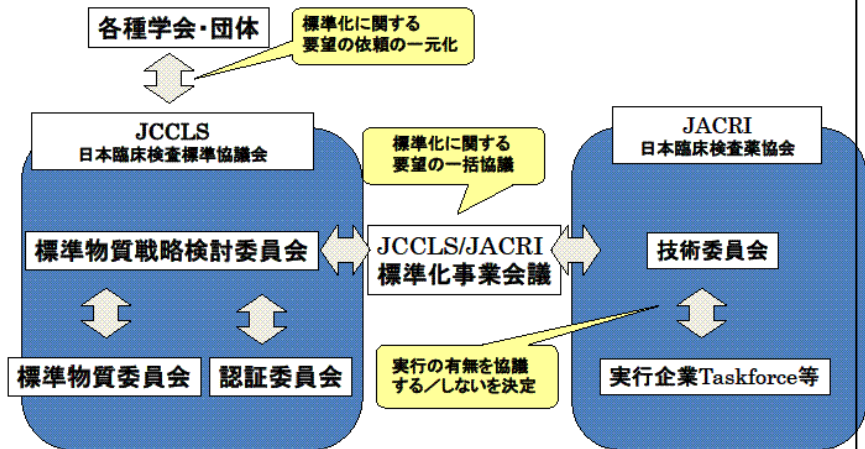 各種学会・団体
標準化に関する
要望の依頼の一元化
JCCLS
日本臨床検査標準協議会
JACRI
日本臨床検査薬協会
標準化に関する
要望の一括協議
標準物質戦略検討委員会
JCCLS/JACRI
標準化事業会議
技術委員会
標準物質委員会
認証委員会
実行の有無を協議
する／しないを決定
実行企業Taskforce等